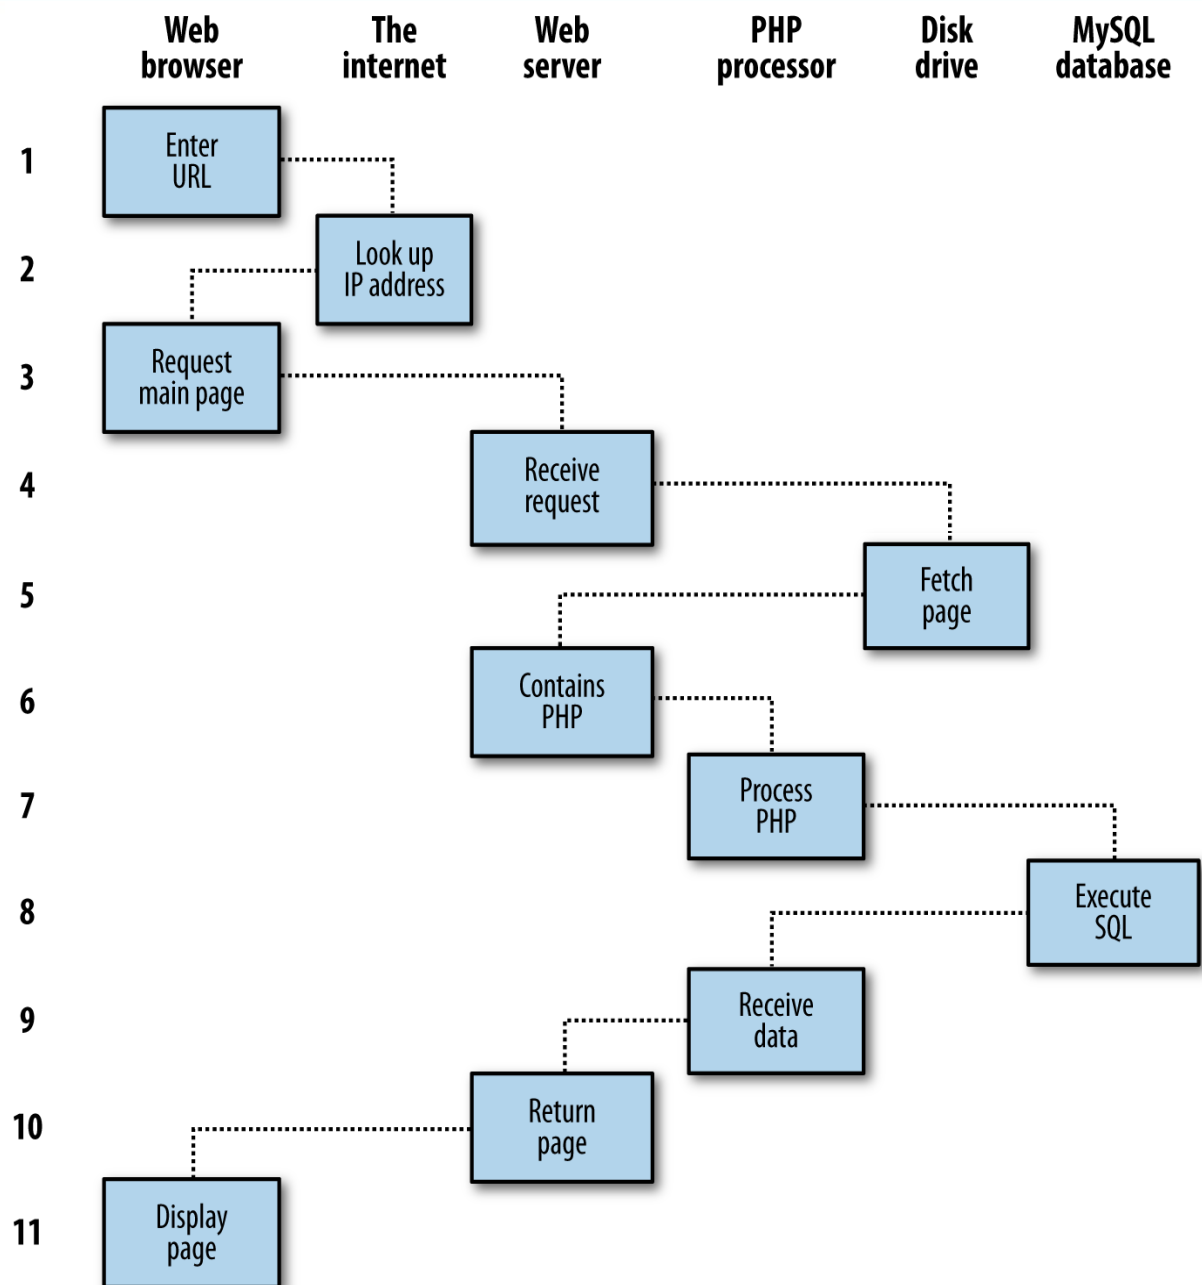 Web The Web PHP Disk MySQL
browser internet server processor drive database
1
Enter
URL
2
Look up
IP address
3
Request
main page
4
Receive
request
5
Fetch
page
6
Contains
PHP
7
Process
PHP
8
Execute
SQL
9
Receive
data
10
Return
page
11
Display
page